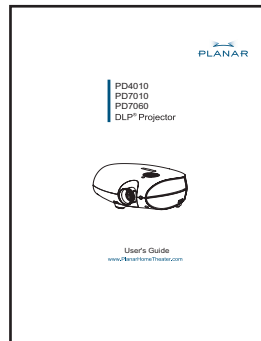 PLANAR
PD4010
PD7010
PD7060
DLP® Projector
User's Guide
www.PlanarHomeTheater.com